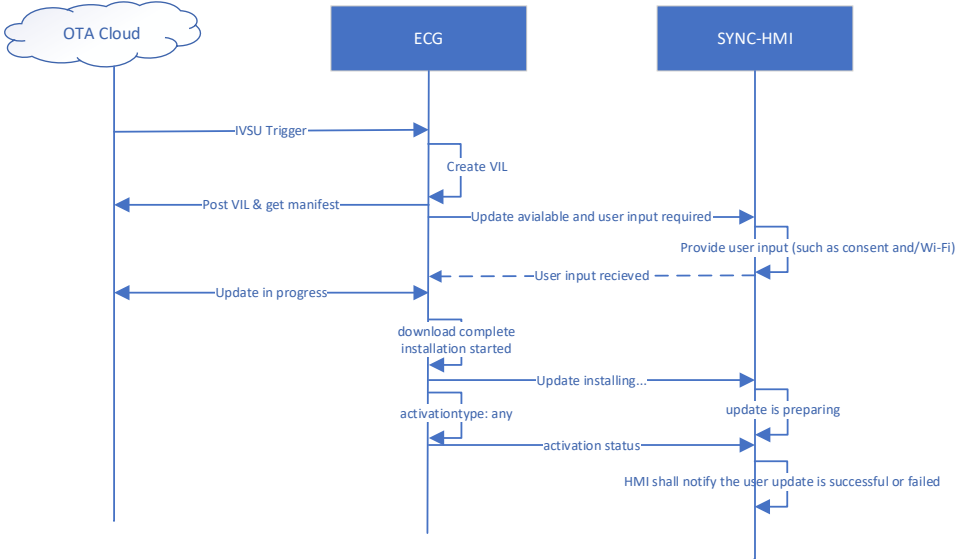 OTA Cloud
ECG
SYNC-HMI
IVSU Trigger
Create VIL
Post VIL & get manifest
Update avialable and user input required
Provide user input (such as consent and/Wi-Fi)
User input recieved
Update in progress
download complete
installation started
Update installing...
activationtype: any
update is preparing
activation status
HMI shall notify the user update is successful or failed